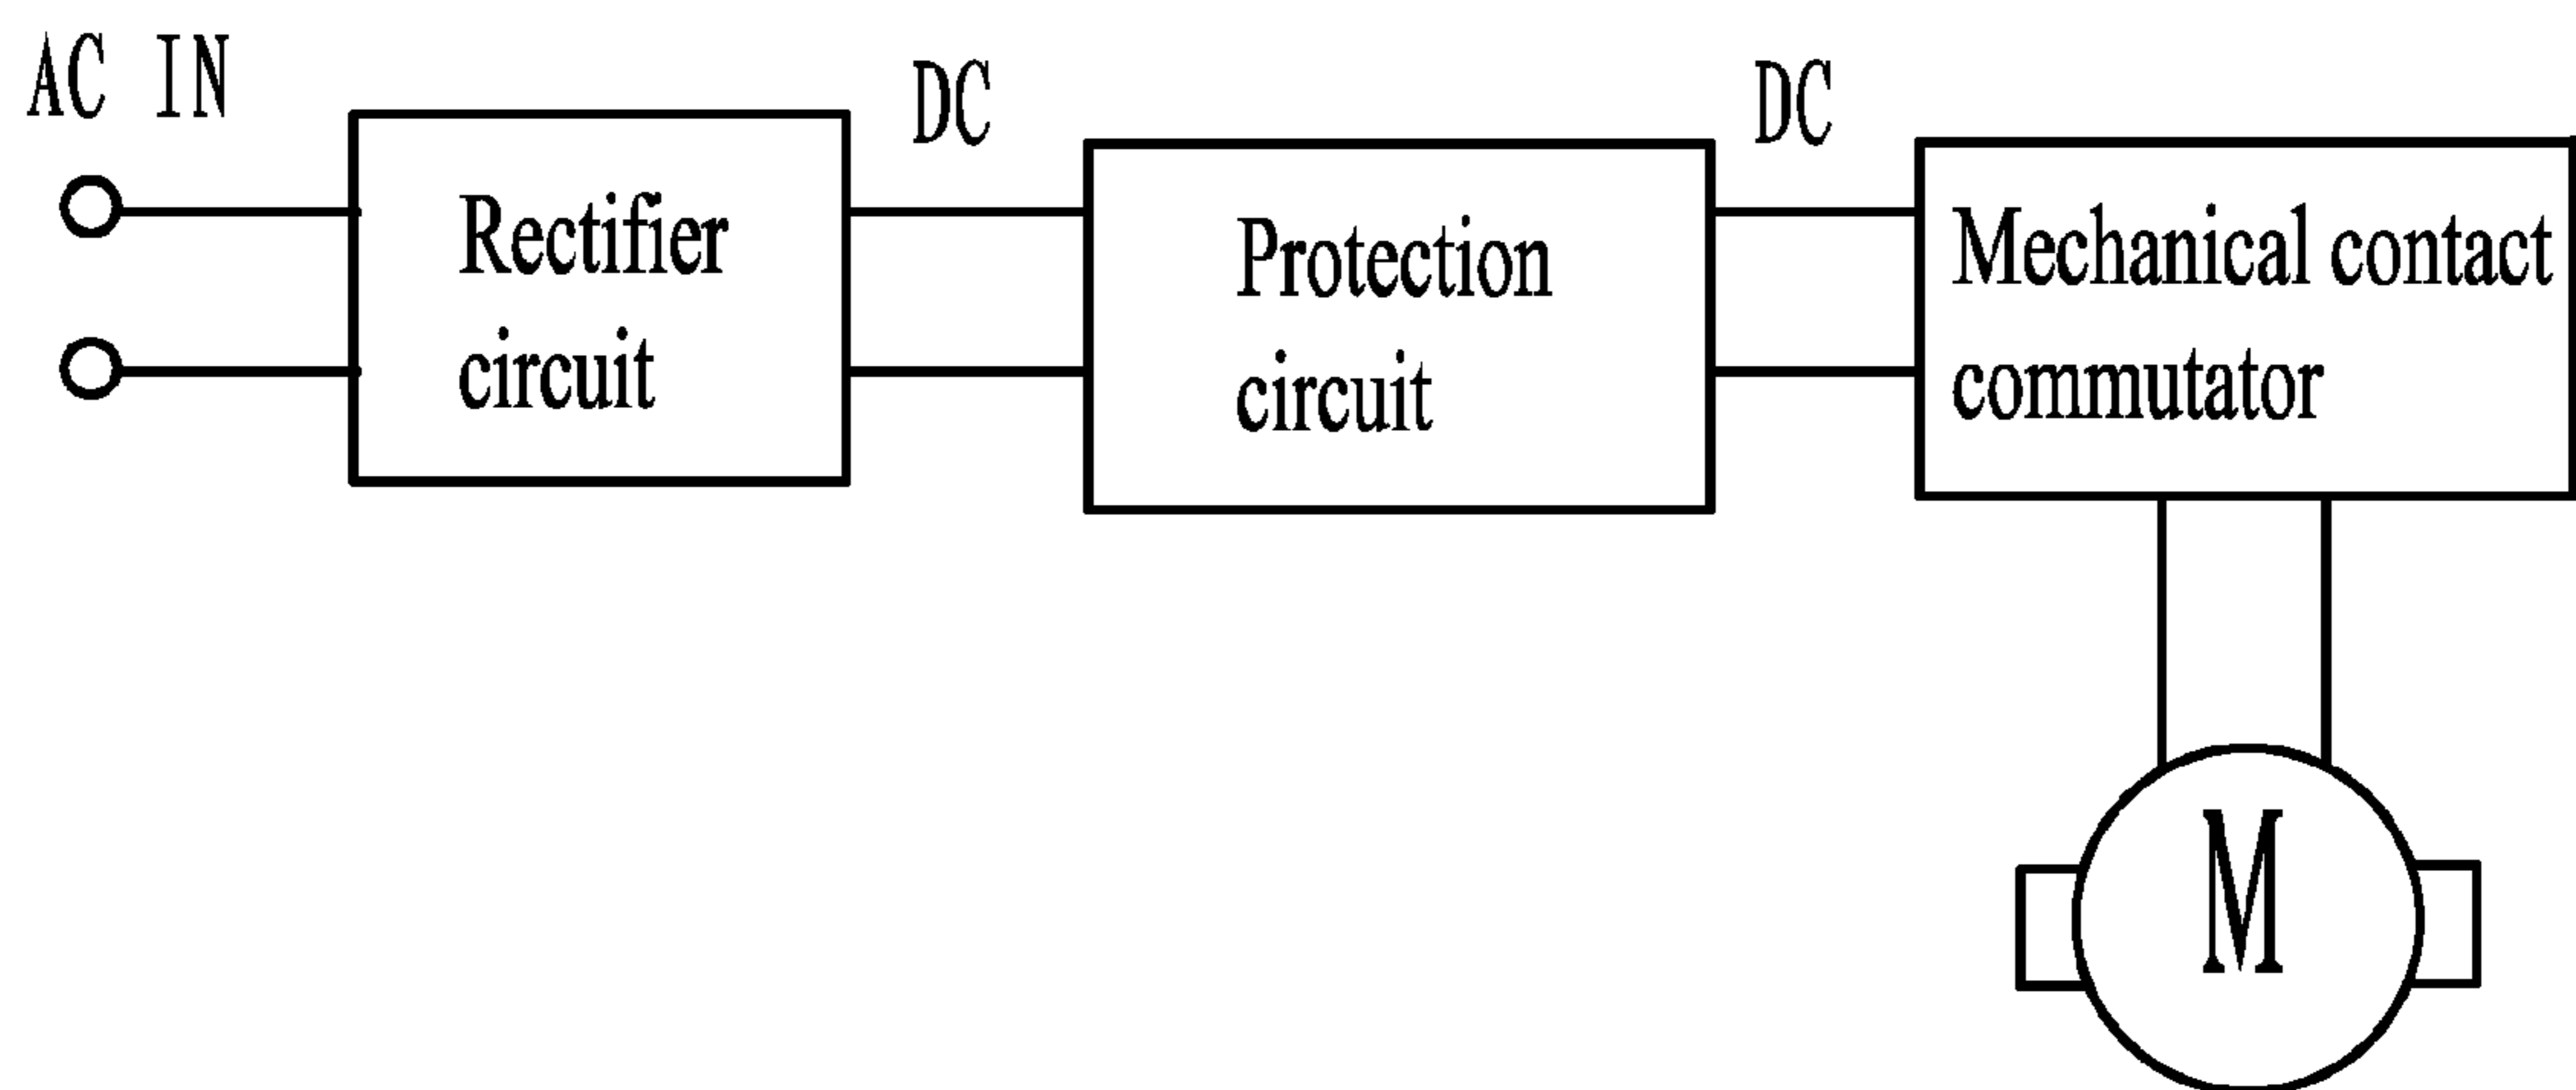 AC IN
DC
DC
Rectifier
circuit
Protection
circuit
Mechanical contact
commutator
M